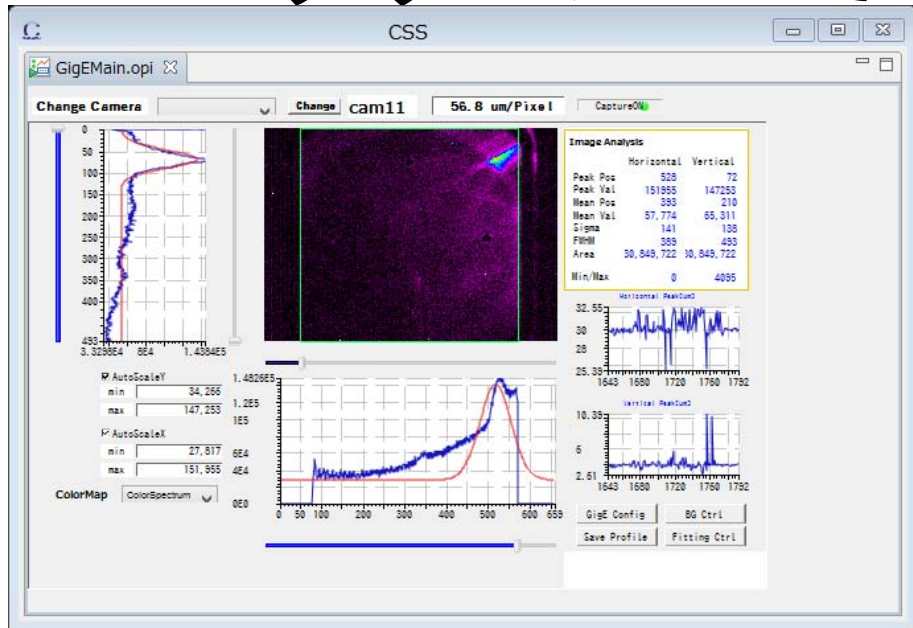 CSS
GigEMain.opi
Change Camera Change cam11 56.8 um/Pixel CaptureON
0
50
100
150
200
250
300
350
400
493
3.3298E4 8E4 1.4384E5
Image Analysis
Horizontal Vertical
Peak Pos 528 72
Peak Val 151955 147253
Mean Pos 393 210
Mean Val 57,774 65,311
Sigma 141 138
FWHM 389 493
Area 30,849,722 30,849,722
Min/Max 0 4095
Horizontal Peak[um]
32.55
30
28
25.39
1643 1680 1720 1760 1792
Vertical Peak[um]
10.39
6
2.61
1643 1680 1720 1760 1792
AutoScaleY
min 34,266
max 147,253
AutoScaleX
min 27,817
max 151,955
ColorMap ColorSpectrum
1.4826E5
1.2E5
1E5
6E4
4E4
0E0
0 50 100 200 300 400 500 600 659
GigE Config BG Ctrl
Save Profile Fitting Ctrl